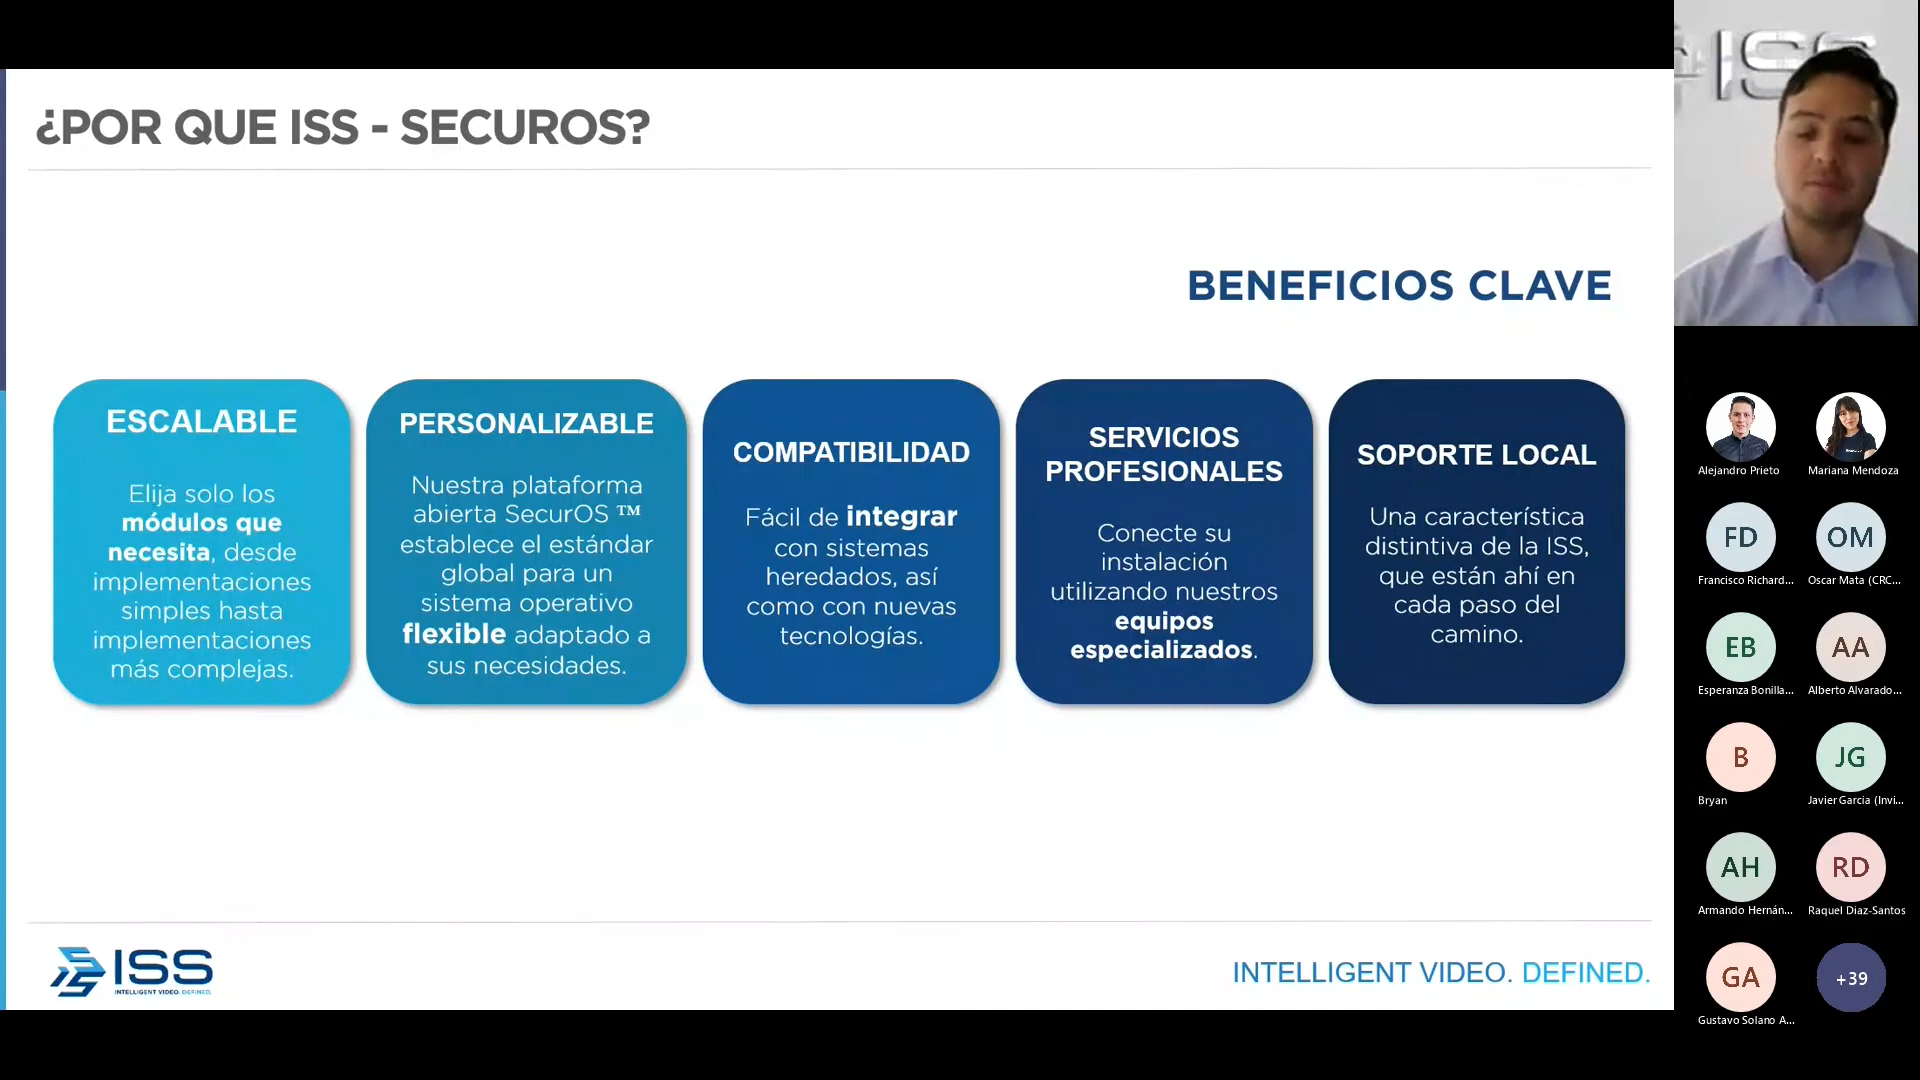 ¿POR QUE ISS - SECUROS?
BENEFICIOS CLAVE
ESCALABLE
Elija solo los
módulos que
necesita, desde
implementaciones
simples hasta
implementaciones
más complejas.
PERSONALIZABLE
Nuestra plataforma
abierta SecurOS ™
establece el estándar
global para un
sistema operativo
flexible adaptado a
sus necesidades.
COMPATIBILIDAD
Fácil de integrar
con sistemas
heredados, así
como con nuevas
tecnologías.
SERVICIOS
PROFESIONALES
Conecte su
instalación
utilizando nuestros
equipos
especializados.
SOPORTE LOCAL
Una característica
distintiva de la ISS,
que están ahí en
cada paso del
camino.
ISS
INTELLIGENT VIDEO. DEFINED.
INTELLIGENT VIDEO. DEFINED.
ISS
Alejandro Prieto
Mariana Mendoza
FD
Francisco Richard...
OM
Oscar Mata (CRC...
EB
Esperanza Bonilla...
AA
Alberto Alvarado...
B
Bryan
JG
Javier Garcia (Invi...
AH
Armando Hernán...
RD
Raquel Diaz-Santos
GA
Gustavo Solano A...
+39